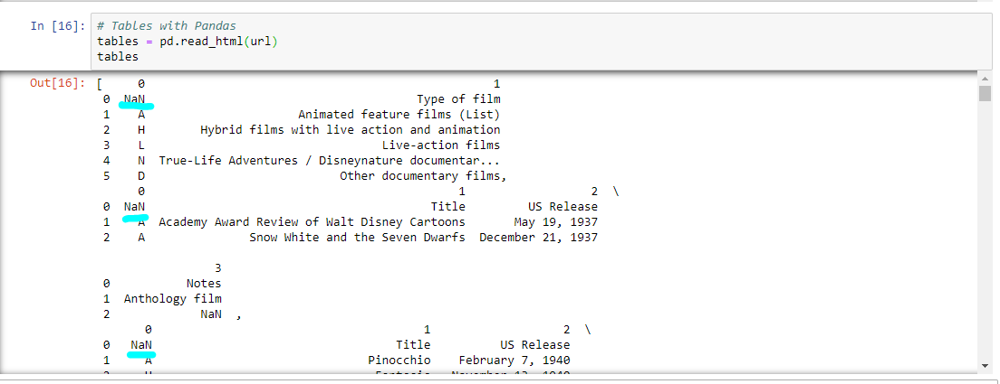 In [16]: # Tables with Pandas
tables = pd.read_html(url)
tables
Out[16]: [ 0 1
0 NaN Type of film
1 A Animated feature films (List)
2 H Hybrid films with live action and animation
3 L Live-action films
4 N True-Life Adventures / Disneynature documentar...
5 D Other documentary films,
0 1 2 \
0 NaN Title US Release
1 A Academy Award Review of Walt Disney Cartoons May 19, 1937
2 A Snow White and the Seven Dwarfs December 21, 1937
3
0 Notes
1 Anthology film
2 NaN ,
0 1 2 \
0 NaN Title US Release
1 A Pinocchio February 7, 1940